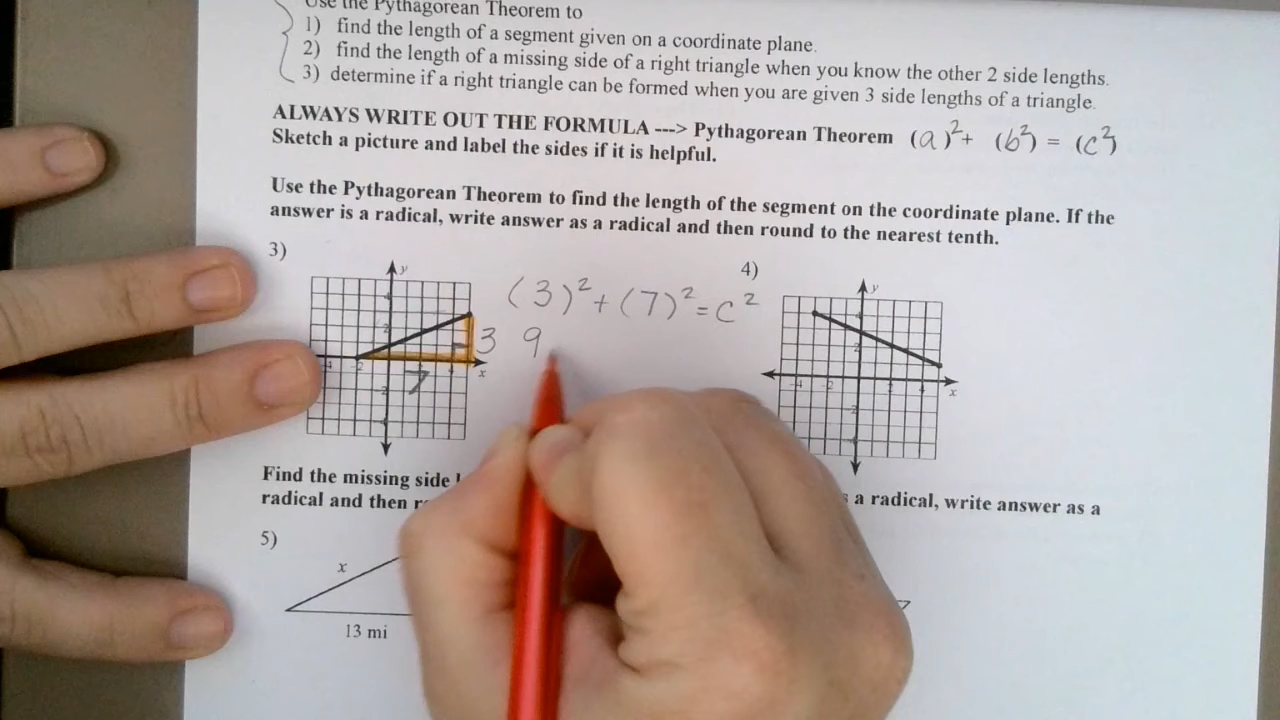 Use the Pythagorean Theorem to
1) find the length of a segment given on a coordinate plane.
2) find the length of a missing side of a right triangle when you know the other 2 side lengths.
3) determine if a right triangle can be formed when you are given 3 side lengths of a triangle.
ALWAYS WRITE OUT THE FORMULA ---> Pythagorean Theorem (a)²+ (b²) = (c²)
Sketch a picture and label the sides if it is helpful.
Use the Pythagorean Theorem to find the length of the segment on the coordinate plane. If the
answer is a radical, write answer as a radical and then round to the nearest tenth.
3)
y
x
3
7
(3)²+(7)²=c²
9
4)
y
x
Find the missing side
radical and then
a radical, write answer as a
5)
x
13 mi